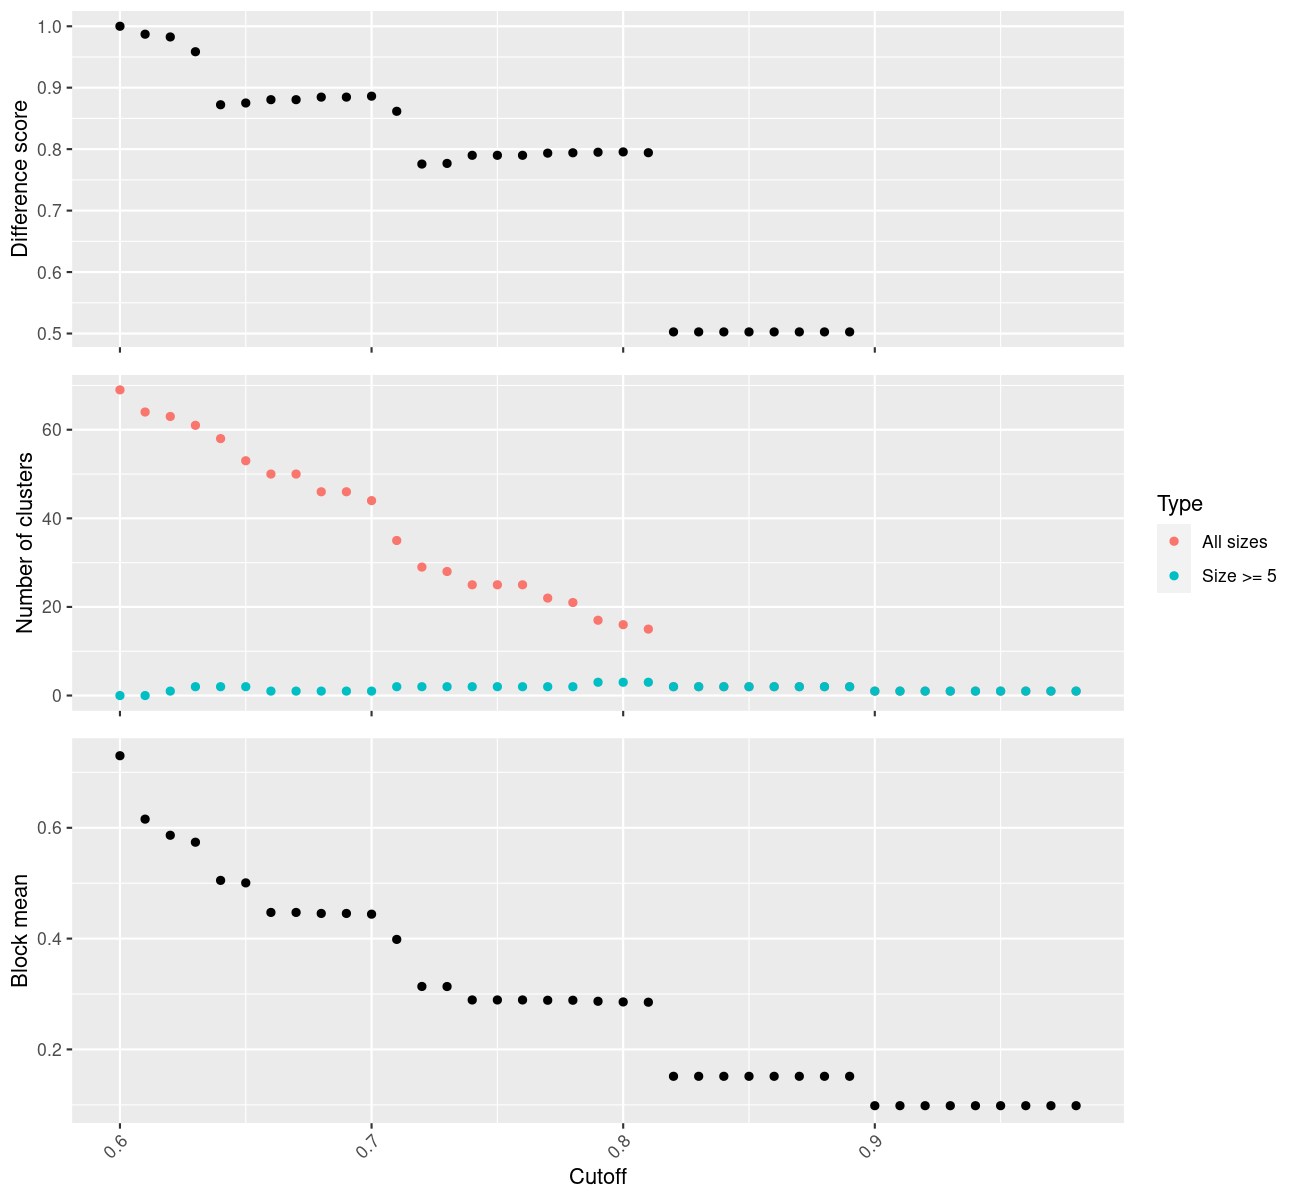 Difference score
1.0
0.9
0.8
0.7
0.6
0.5
Number of clusters
60
40
20
0
Type
All sizes
Size >= 5
Block mean
0.6
0.4
0.2
0.6
0.7
0.8
0.9
Cutoff